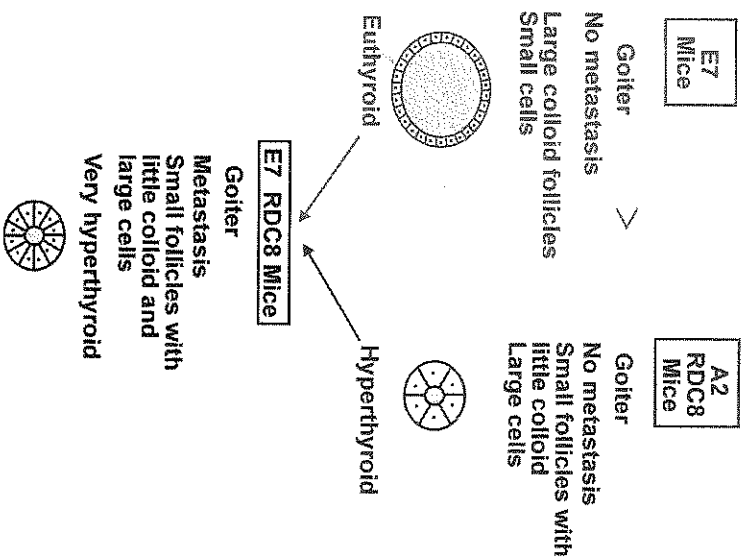 E7
Mice
Goiter
No metastasis
Large colloid follicles
Small cells
Euthyroid
>
A2
RDC8
Mice
Goiter
No metastasis
Small follicles with
little colloid
Large cells
Hyperthyroid
E7 RDC8 Mice
Goiter
Metastasis
Small follicles with
little colloid and
large cells
Very hyperthyroid